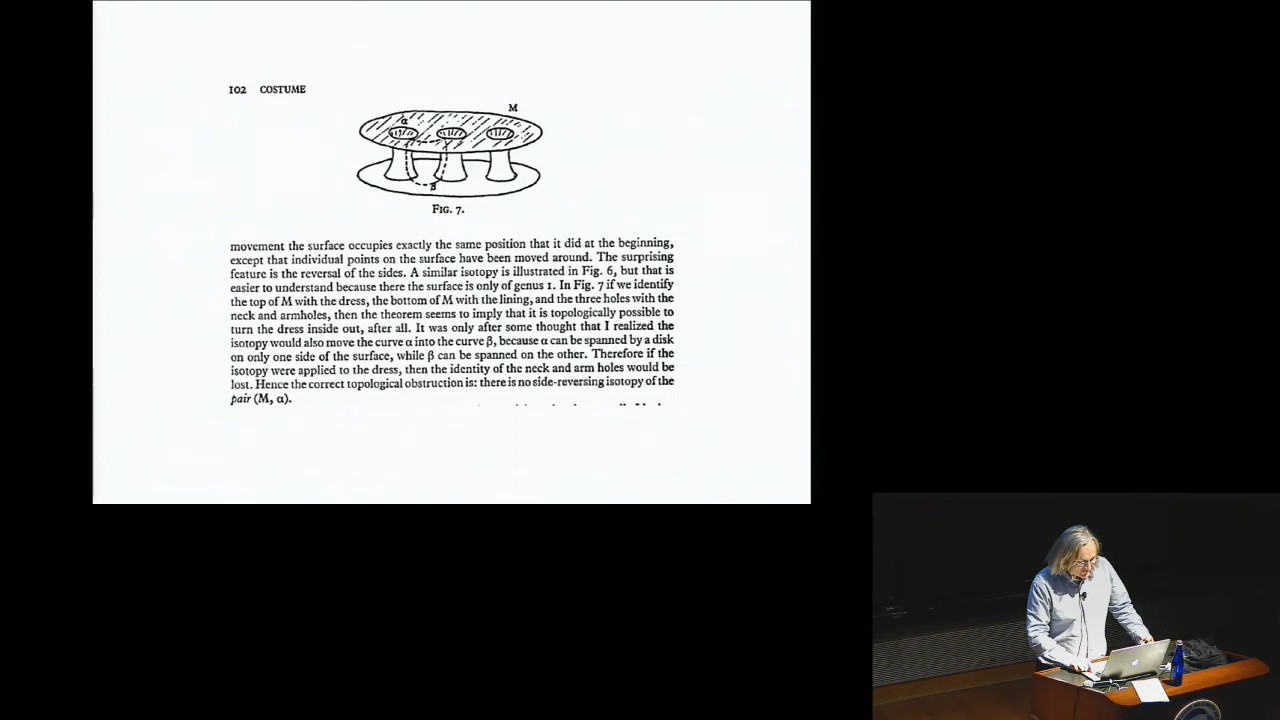 102 COSTUME
M
α
β
FIG. 7.
movement the surface occupies exactly the same position that it did at the beginning,
except that individual points on the surface have been moved around. The surprising
feature is the reversal of the sides. A similar isotopy is illustrated in Fig. 6, but that is
easier to understand because there the surface is only of genus 1. In Fig. 7 if we identify
the top of M with the dress, the bottom of M with the lining, and the three holes with the
neck and armholes, then the theorem seems to imply that it is topologically possible to
turn the dress inside out, after all. It was only after some thought that I realized the
isotopy would also move the curve α into the curve β, because α can be spanned by a disk
on only one side of the surface, while β can be spanned on the other. Therefore if the
isotopy were applied to the dress, then the identity of the neck and arm holes would be
lost. Hence the correct topological obstruction is: there is no side-reversing isotopy of the
pair (M, α).